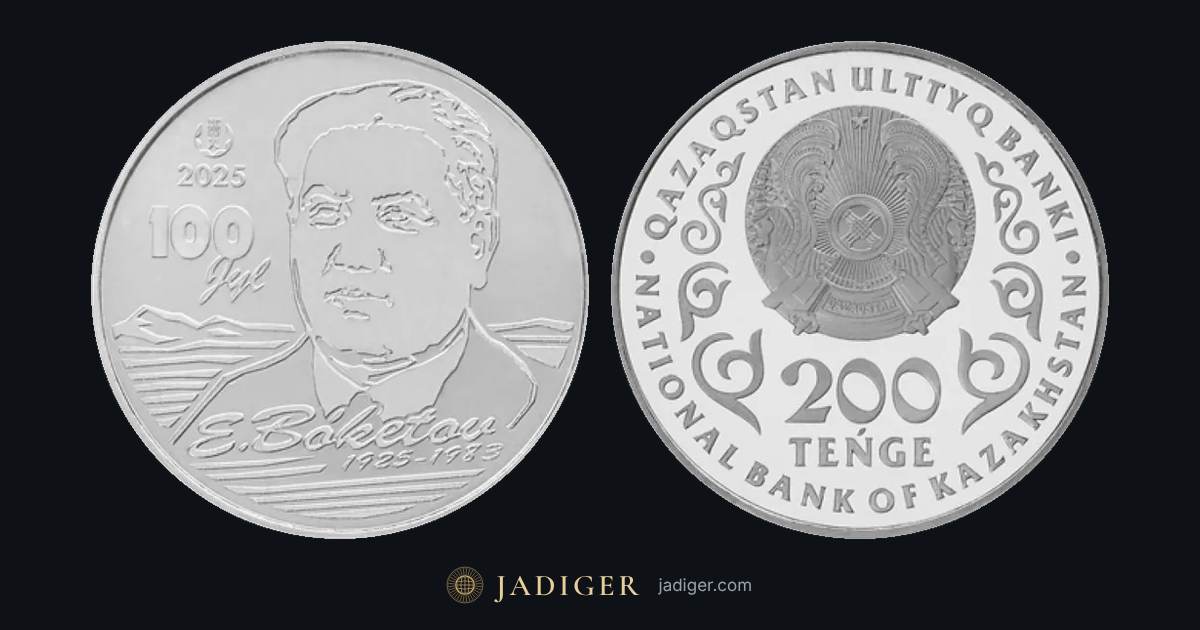 2025
100
Jyl
E.Bóketov
1925-1983
QAZAQSTAN ULTTYQ BANKI
QAZAQSTAN
200
TEŃGE
• NATIONAL BANK OF KAZAKHSTAN •
JADIGER
jadiger.com